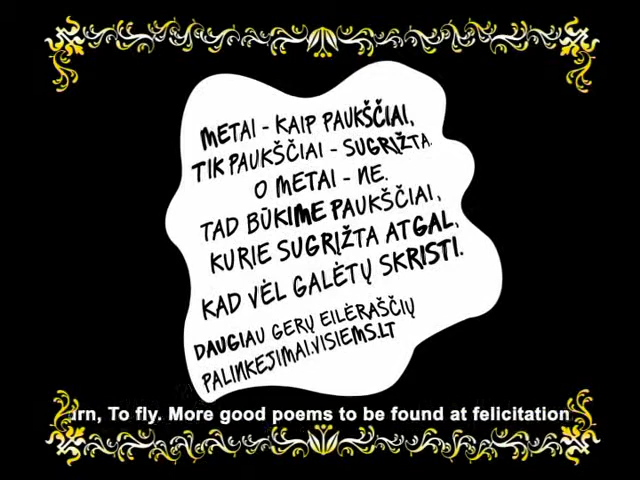 METAI - KAIP PAUKŠČIAI,
TIK PAUKŠČIAI - SUGRĮŽTA.
O METAI - NE.
TAD BŪKIME PAUKŠČIAI,
KURIE SUGRĮŽTA ATGAL,
KAD VĖL GALĖTŲ SKRISTI.
DAUGIAU GERŲ EILĖRAŠČIŲ
PALINKEJIMAI.VISIEMS.LT
To fly. More good poems to be found at felicitation